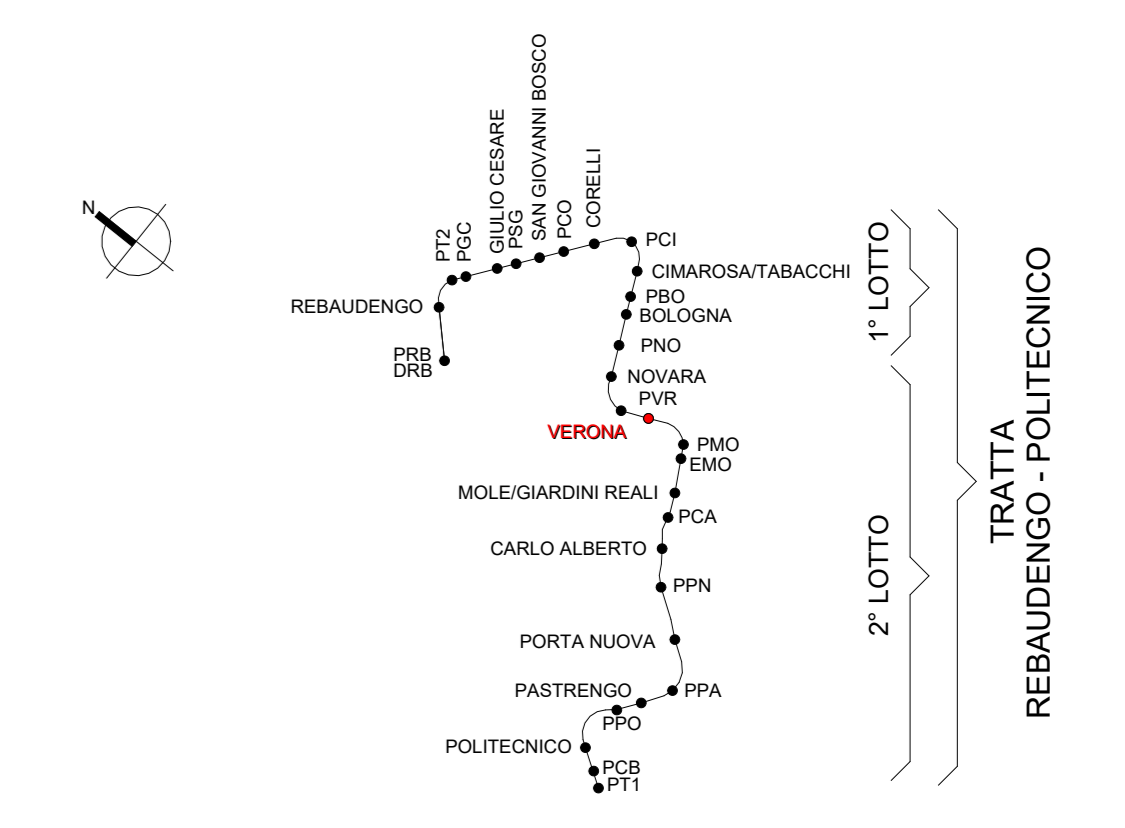 N
PT2
PGC
GIULIO CESARE
PSG
SAN GIOVANNI BOSCO
PCO
CORELLI
PCI
CIMAROSA/TABACCHI
REBAUDENGO
PBO
BOLOGNA
PRB
DRB
PNO
NOVARA
PVR
VERONA
PMO
EMO
MOLE/GIARDINI REALI
PCA
CARLO ALBERTO
PPN
PORTA NUOVA
PASTRENGO
PPA
PPO
POLITECNICO
PCB
PT1
1° LOTTO
2° LOTTO
TRATTA
REBAUDENGO - POLITECNICO